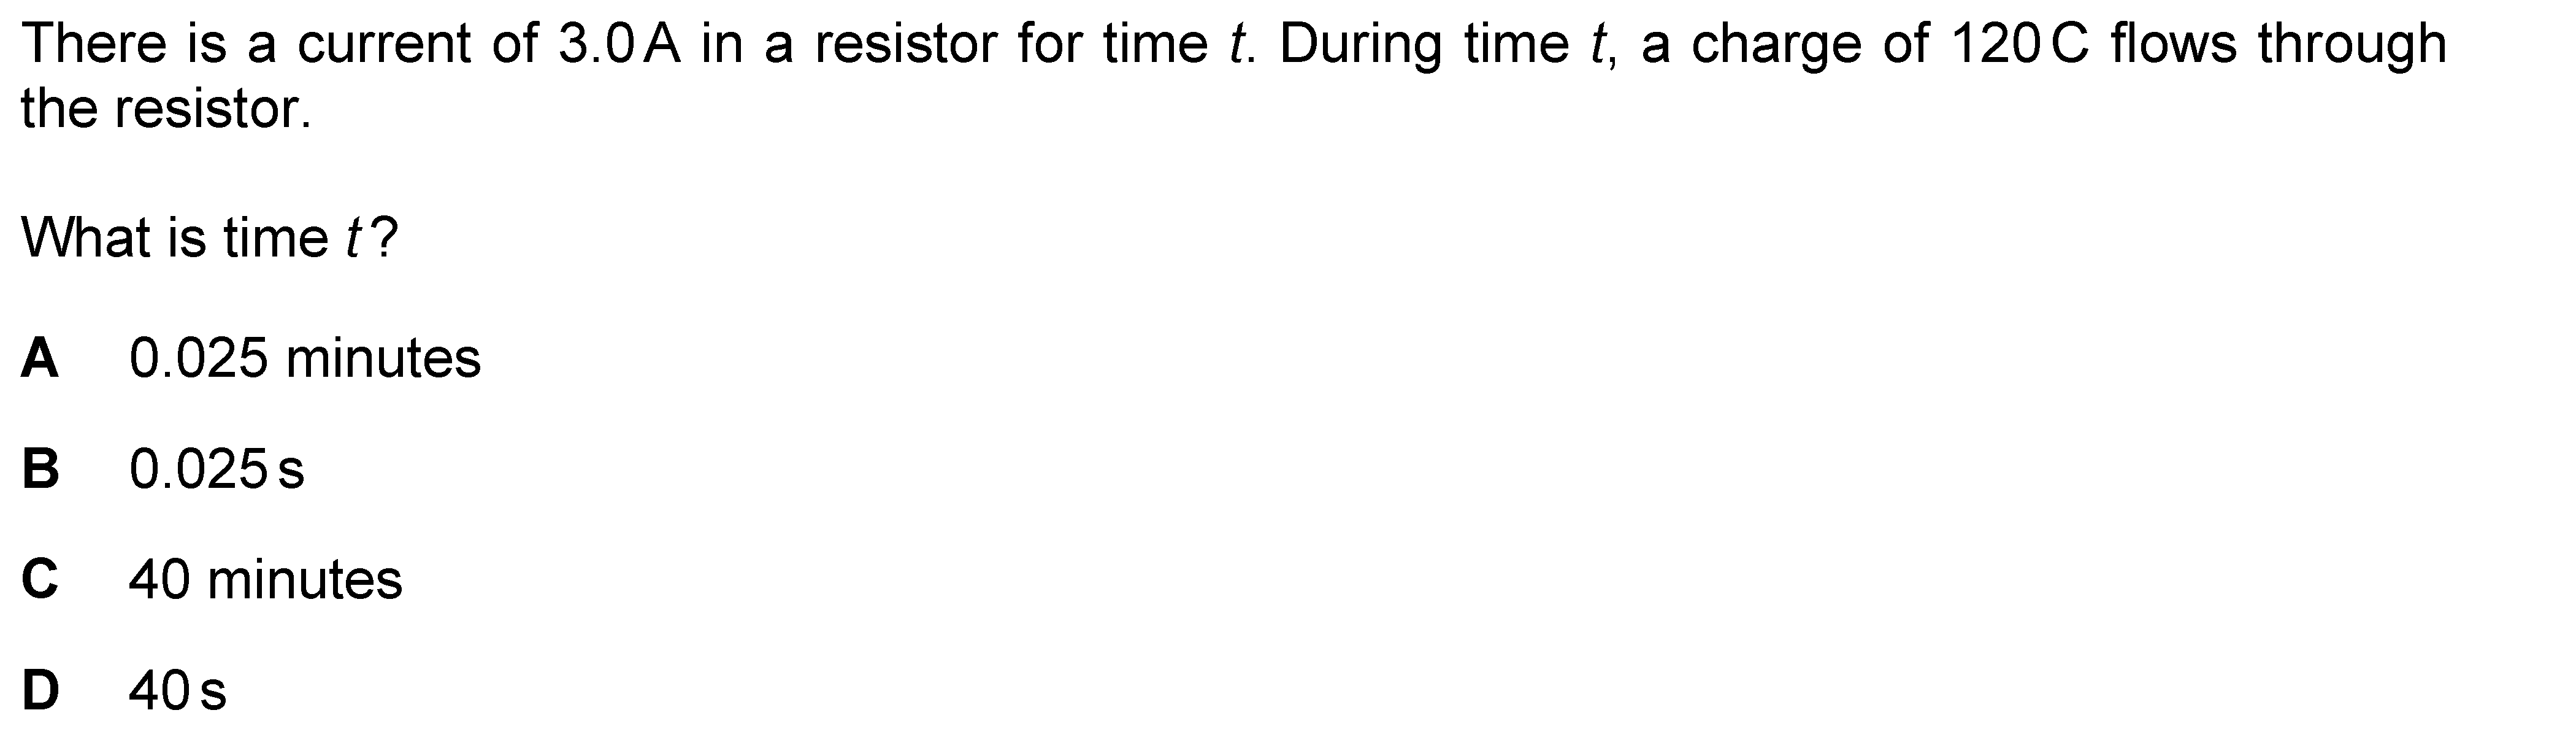 There is a current of 3.0 A in a resistor for time t. During time t, a charge of 120 C flows through
the resistor.
What is time t?
A 0.025 minutes
B 0.025 s
C 40 minutes
D 40 s